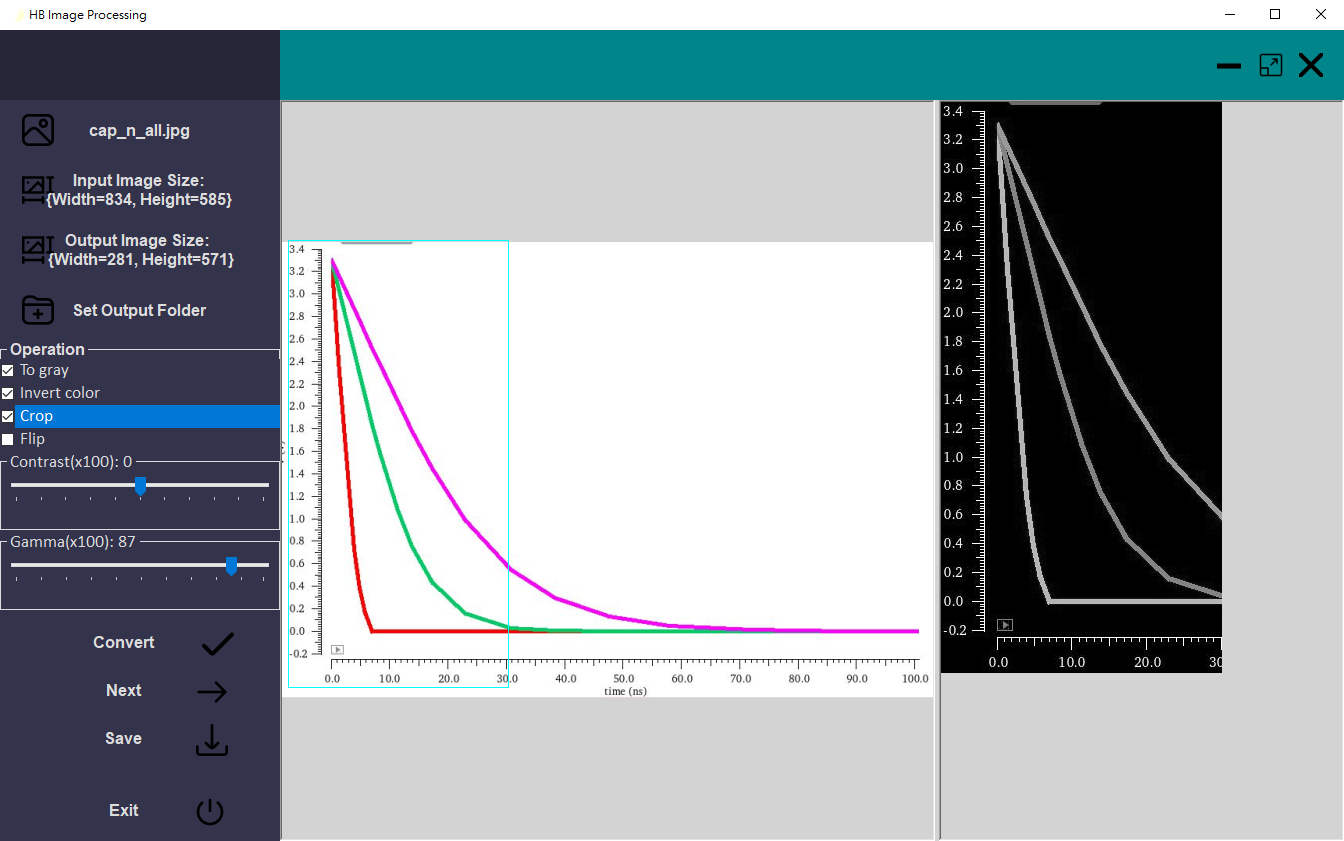 HB Image Processing
cap_n_all.jpg
Input Image Size:
{Width=834, Height=585}
Output Image Size:
{Width=281, Height=571}
Set Output Folder
Operation
To gray
Invert color
Crop
Flip
Contrast(x100): 0
Gamma(x100): 87
Convert
Next
Save
Exit
3.4
3.2
3.0
2.8
2.6
2.4
2.2
2.0
1.8
1.6
1.4
1.2
1.0
0.8
0.6
0.4
0.2
0.0
-0.2
0.0 10.0 20.0 30.0 40.0 50.0 60.0 70.0 80.0 90.0 100.0
time (ns)
3.4
3.2
3.0
2.8
2.6
2.4
2.2
2.0
1.8
1.6
1.4
1.2
1.0
0.8
0.6
0.4
0.2
0.0
-0.2
0.0 10.0 20.0 30